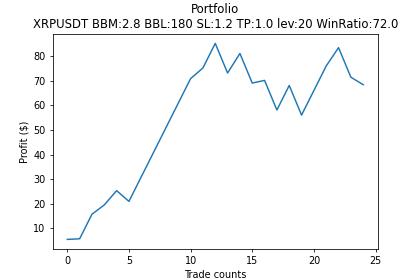 Portfolio
XRPUSDT BBM:2.8 BBL:180 SL:1.2 TP:1.0 lev:20 WinRatio:72.0
80
70
60
50
40
30
20
10
Profit ($)
0 5 10 15 20 25
Trade counts